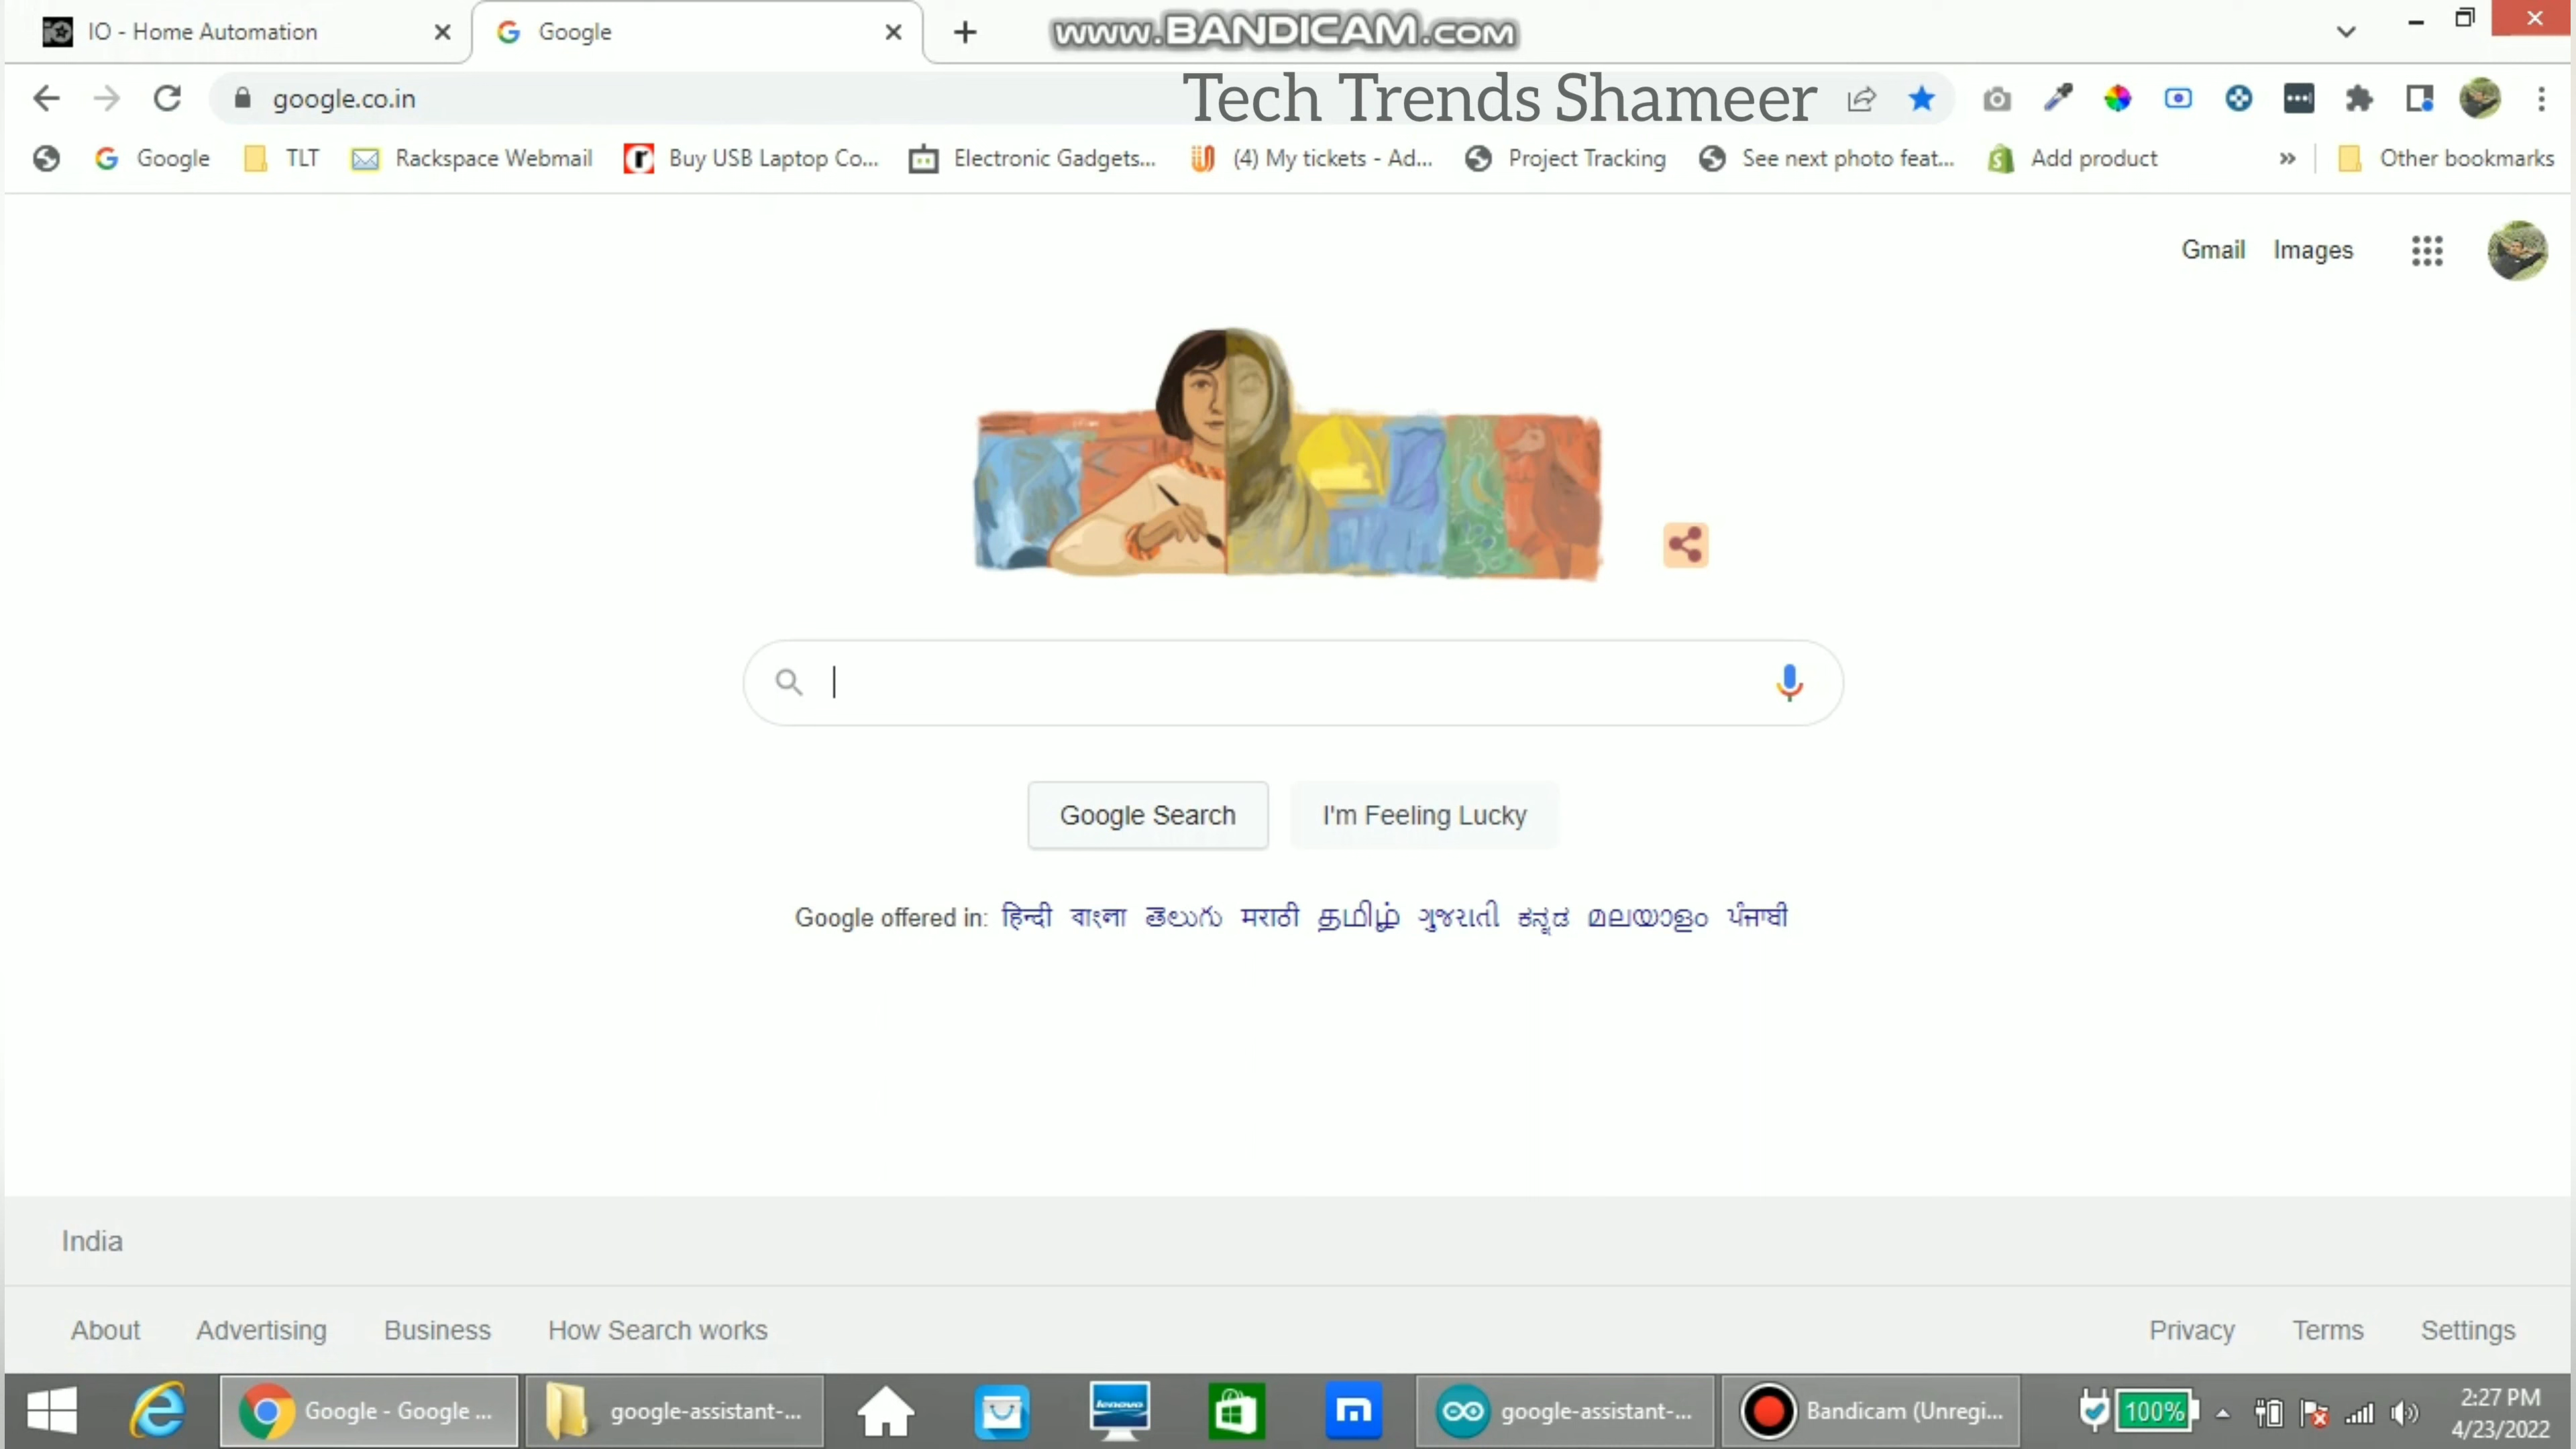 IO - Home Automation
Google
www.BANDICAM.com
google.co.in
Tech Trends Shameer
Google
TLT
Rackspace Webmail
Buy USB Laptop Co...
Electronic Gadgets...
(4) My tickets - Ad...
Project Tracking
See next photo feat...
Add product
»
Other bookmarks
Gmail Images
Google Search
I'm Feeling Lucky
Google offered in: हिन्दी বাংলা తెలుగు मराठी தமிழ் ગુજરાતી ಕನ್ನಡ മലയാളം ਪੰਜਾਬੀ
India
About Advertising Business How Search works
Privacy Terms Settings
Google - Google ...
google-assistant-...
lenovo
google-assistant-...
Bandicam (Unregi...
100%
2:27 PM
4/23/2022